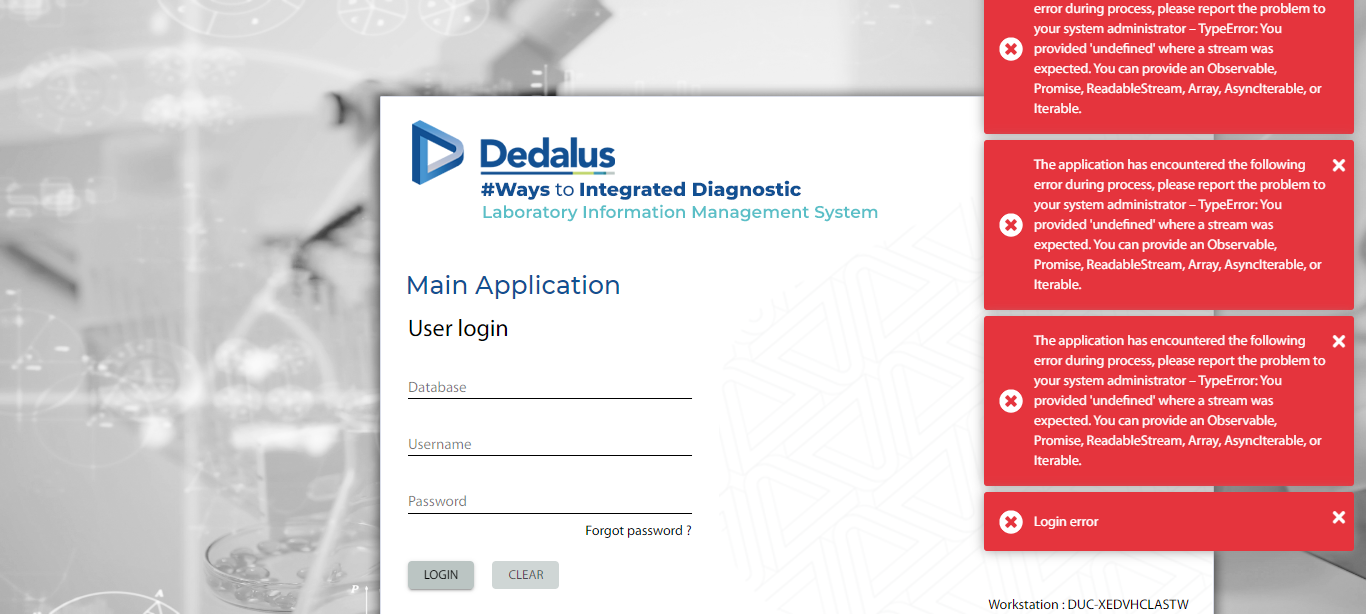 Dedalus
#Ways to Integrated Diagnostic
Laboratory Information Management System
Main Application
User login
Database
Username
Password
Forgot password ?
LOGIN
CLEAR
Workstation : DUC-XEDVHCLASTW
error during process, please report the problem to
your system administrator – TypeError: You
provided 'undefined' where a stream was
expected. You can provide an Observable,
Promise, ReadableStream, Array, AsyncIterable, or
Iterable.
The application has encountered the following
error during process, please report the problem to
your system administrator – TypeError: You
provided 'undefined' where a stream was
expected. You can provide an Observable,
Promise, ReadableStream, Array, AsyncIterable, or
Iterable.
The application has encountered the following
error during process, please report the problem to
your system administrator – TypeError: You
provided 'undefined' where a stream was
expected. You can provide an Observable,
Promise, ReadableStream, Array, AsyncIterable, or
Iterable.
Login error
A
P